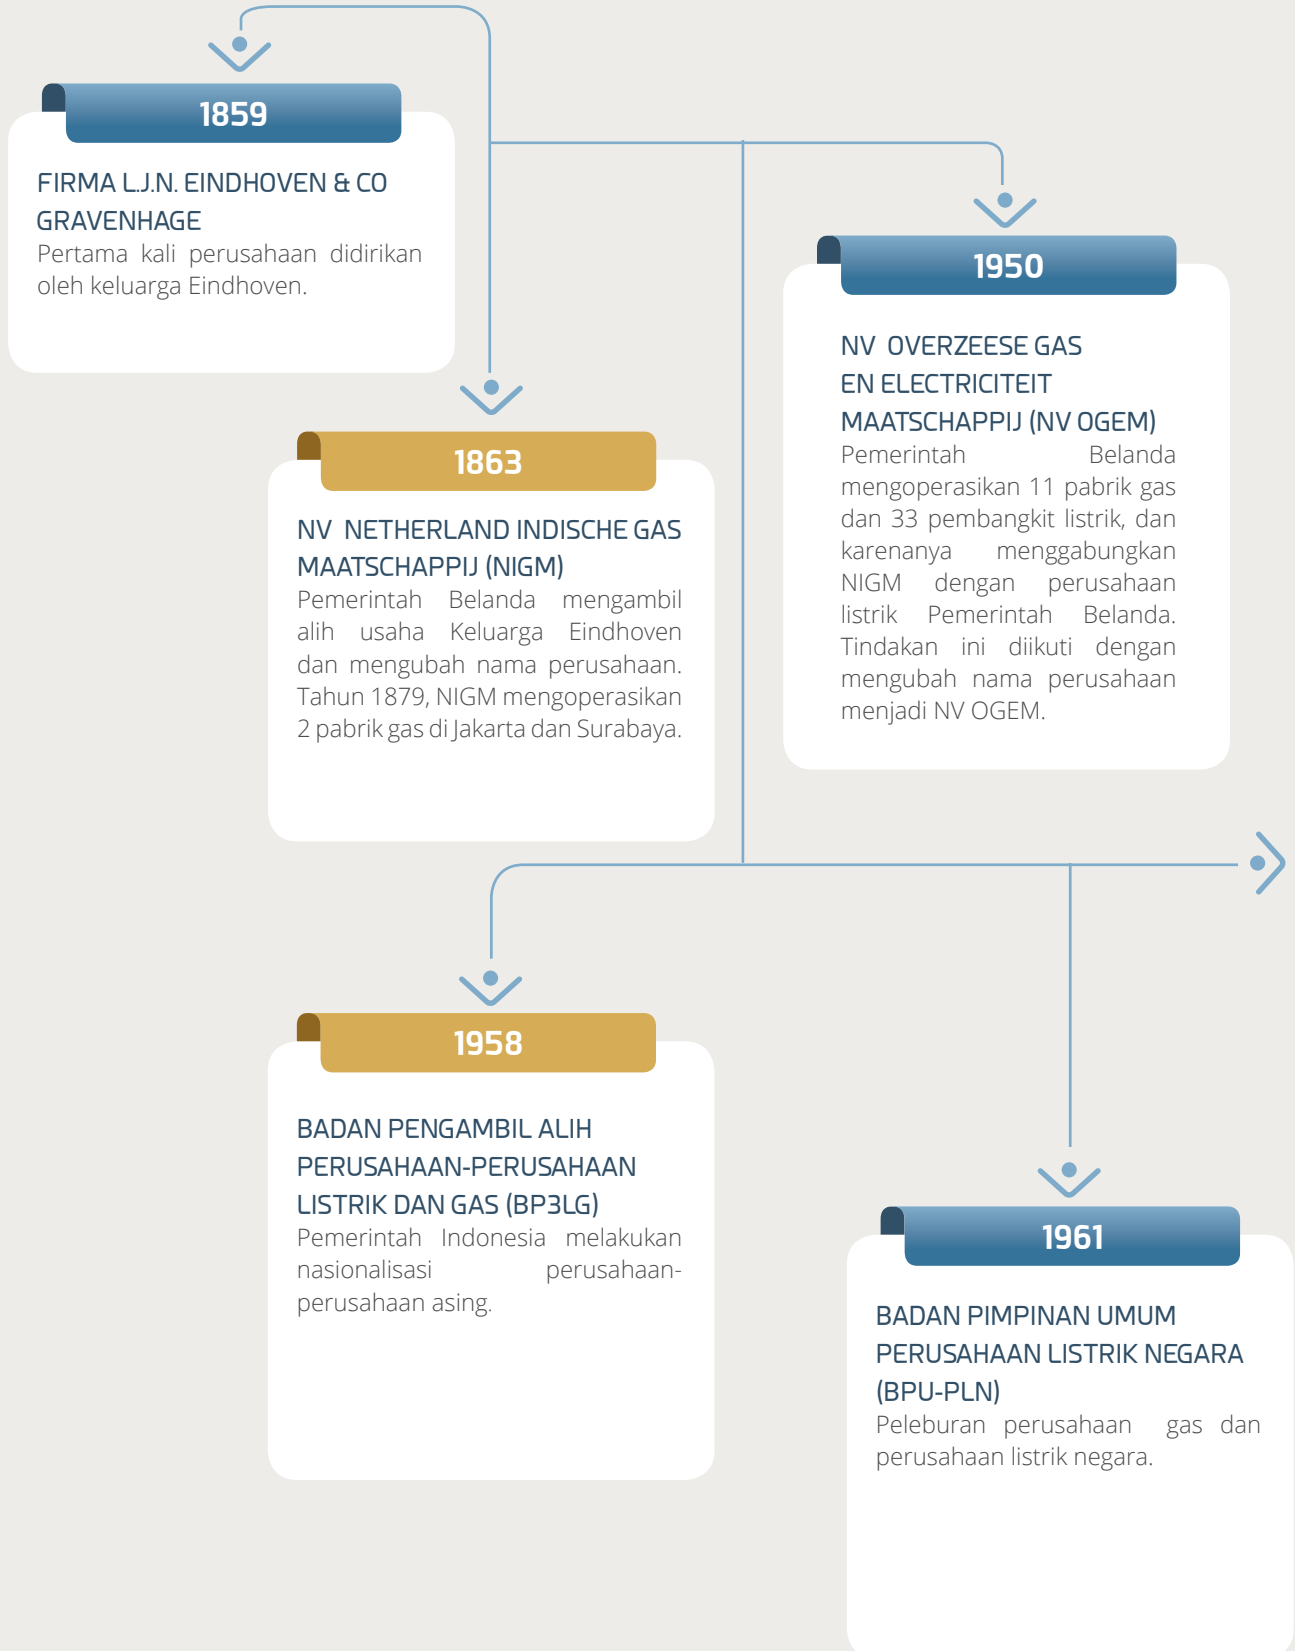 1859
FIRMA L.J.N. EINDHOVEN & CO
GRAVENHAGE
Pertama kali perusahaan didirikan
oleh keluarga Eindhoven.
1863
NV NETHERLAND INDISCHE GAS
MAATSCHAPPIJ (NIGM)
Pemerintah Belanda mengambil
alih usaha Keluarga Eindhoven
dan mengubah nama perusahaan.
Tahun 1879, NIGM mengoperasikan
2 pabrik gas di Jakarta dan Surabaya.
1950
NV OVERZEESE GAS
EN ELECTRICITEIT
MAATSCHAPPIJ (NV OGEM)
Pemerintah Belanda
mengoperasikan 11 pabrik gas
dan 33 pembangkit listrik, dan
karenanya menggabungkan
NIGM dengan perusahaan
listrik Pemerintah Belanda.
Tindakan ini diikuti dengan
mengubah nama perusahaan
menjadi NV OGEM.
1958
BADAN PENGAMBIL ALIH
PERUSAHAAN-PERUSAHAAN
LISTRIK DAN GAS (BP3LG)
Pemerintah Indonesia melakukan
nasionalisasi perusahaan-
perusahaan asing.
1961
BADAN PIMPINAN UMUM
PERUSAHAAN LISTRIK NEGARA
(BPU-PLN)
Peleburan perusahaan gas dan
perusahaan listrik negara.